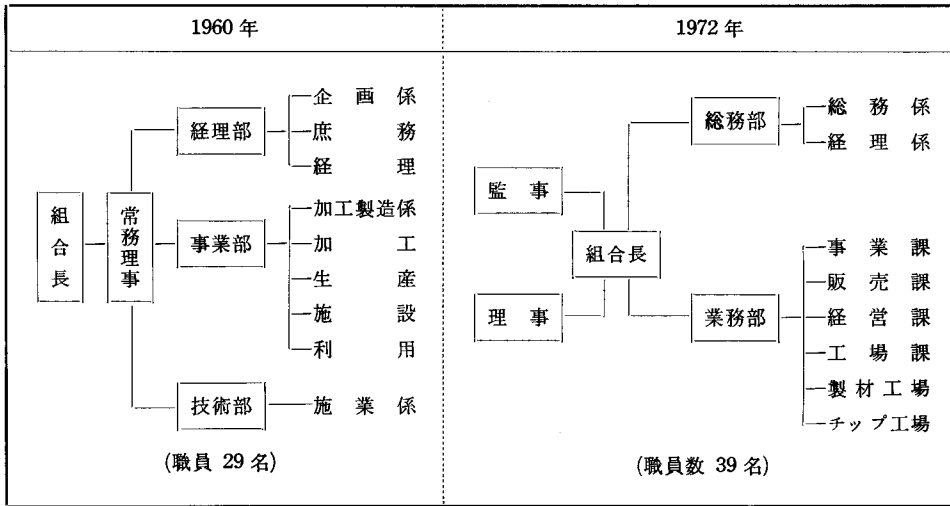 1960年
組合長
常務理事
経理部
企画係
庶務
経理
事業部
加工製造係
加工
生産
施設
利用
技術部
施業係
(職員 29 名)
1972年
監事
理事
組合長
総務部
総務係
経理係
業務部
事業課
販売課
経営課
工場課
製材工場
チップ工場
(職員数 39 名)